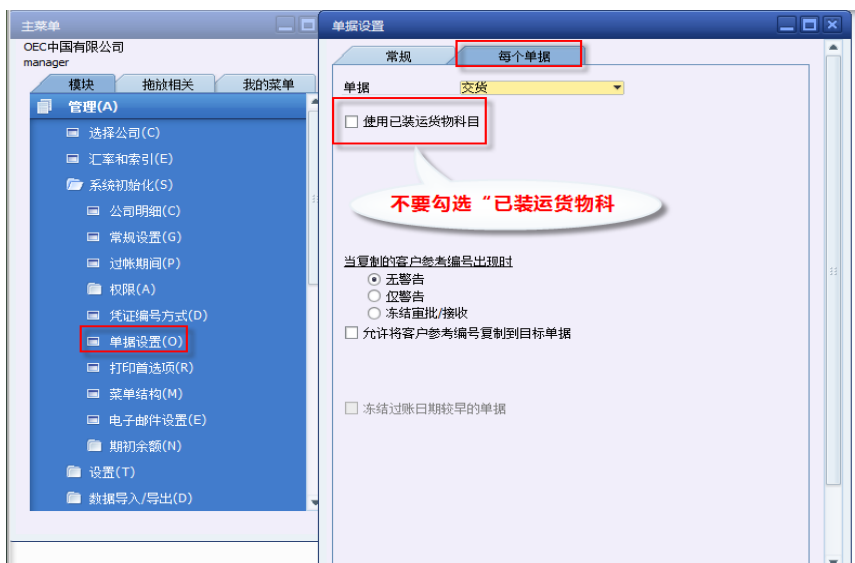 主菜单
OEC中国有限公司
manager
模块
拖放相关
我的菜单
管理(A)
选择公司(C)
汇率和索引(E)
系统初始化(S)
公司明细(C)
常规设置(G)
过帐期间(P)
权限(A)
凭证编号方式(D)
单据设置(O)
打印首选项(R)
菜单结构(M)
电子邮件设置(E)
期初余额(N)
设置(T)
数据导入/导出(D)
单据设置
常规
每个单据
单据
交货
使用已装运货物科目
不要勾选“已装运货物科
当复制的客户参考编号出现时
无警告
仅警告
冻结审批/接收
允许将客户参考编号复制到目标单据
冻结过账日期较早的单据